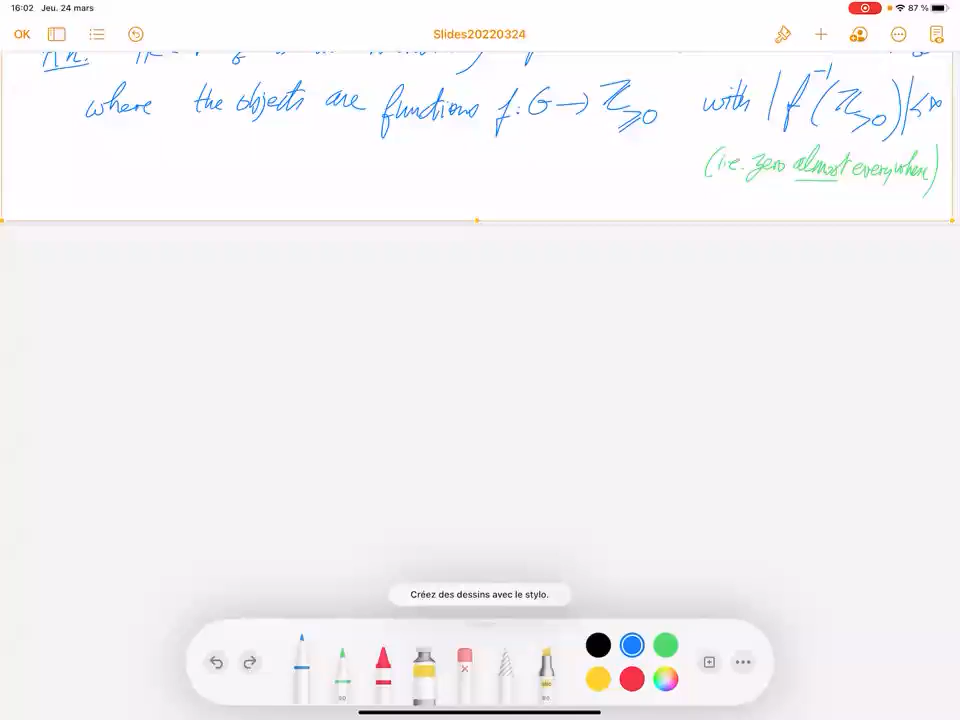 16:02 Jeu. 24 mars
87 %
OK
Slides20220324
where the objects are functions f: G → ℤ≥0 with |f⁻¹(ℤ>0)|<∞
(i.e. zero almost everywhere)
Créez des dessins avec le stylo.